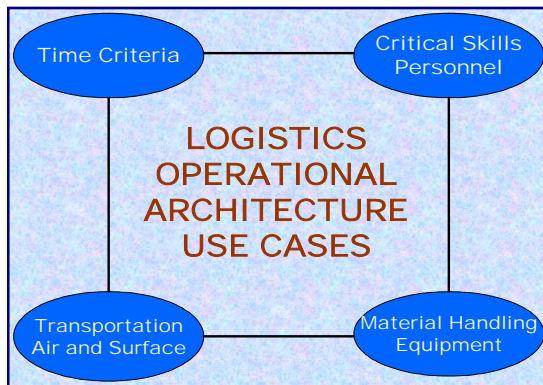 Time Criteria
Critical Skills
Personnel
LOGISTICS
OPERATIONAL
ARCHITECTURE
USE CASES
Transportation
Air and Surface
Material Handling
Equipment